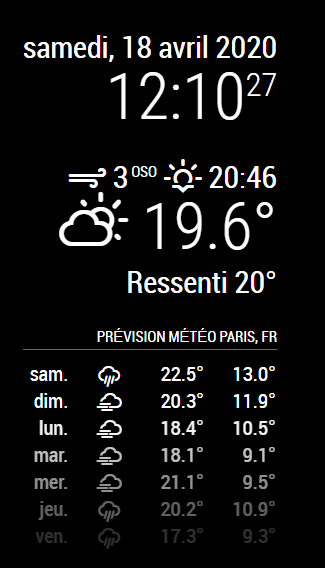 samedi, 18 avril 2020
12:10 27
3 OSO 20:46
19.6°
Ressenti 20°
PRÉVISION MÉTÉO PARIS, FR
sam. 22.5° 13.0°
dim. 20.3° 11.9°
lun. 18.4° 10.5°
mar. 18.1° 9.1°
mer. 21.1° 9.5°
jeu. 20.2° 10.9°
ven. 17.3° 9.3°